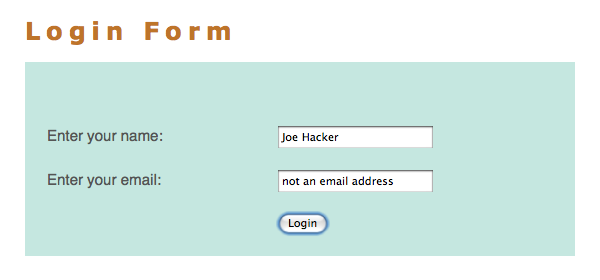 Login Form
Enter your name: Joe Hacker
Enter your email: not an email address
Login